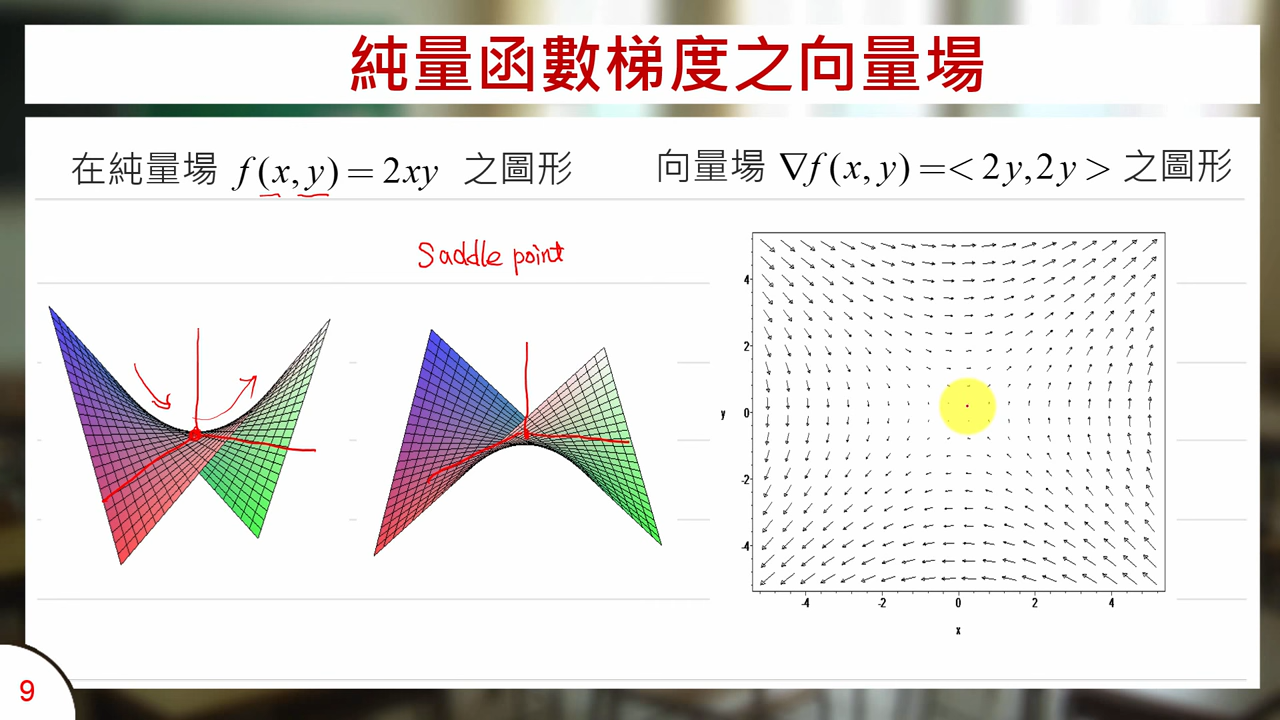 純量函數梯度之向量場
在純量場 f(x,y)=2xy 之圖形
向量場 ∇f(x,y)=<2y,2y> 之圖形
Saddle point
4
2
y 0
-2
-4
-4 -2 0 2 4
x
9